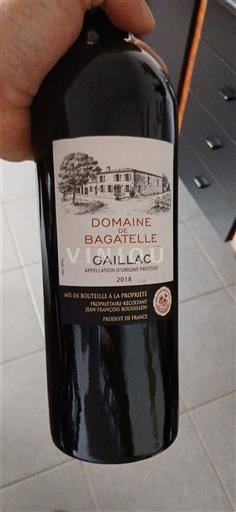 DOMAINE
DE
BAGATELLE
VINIOU
GAILLAC
APPELLATION D'ORIGINE PROTÉGÉE
2018
MIS EN BOUTEILLE À LA PROPRIÉTÉ
PROPRIÉTAIRE-RÉCOLTANT
JEAN-FRANÇOIS ROUSSILLON
PRODUIT DE FRANCE